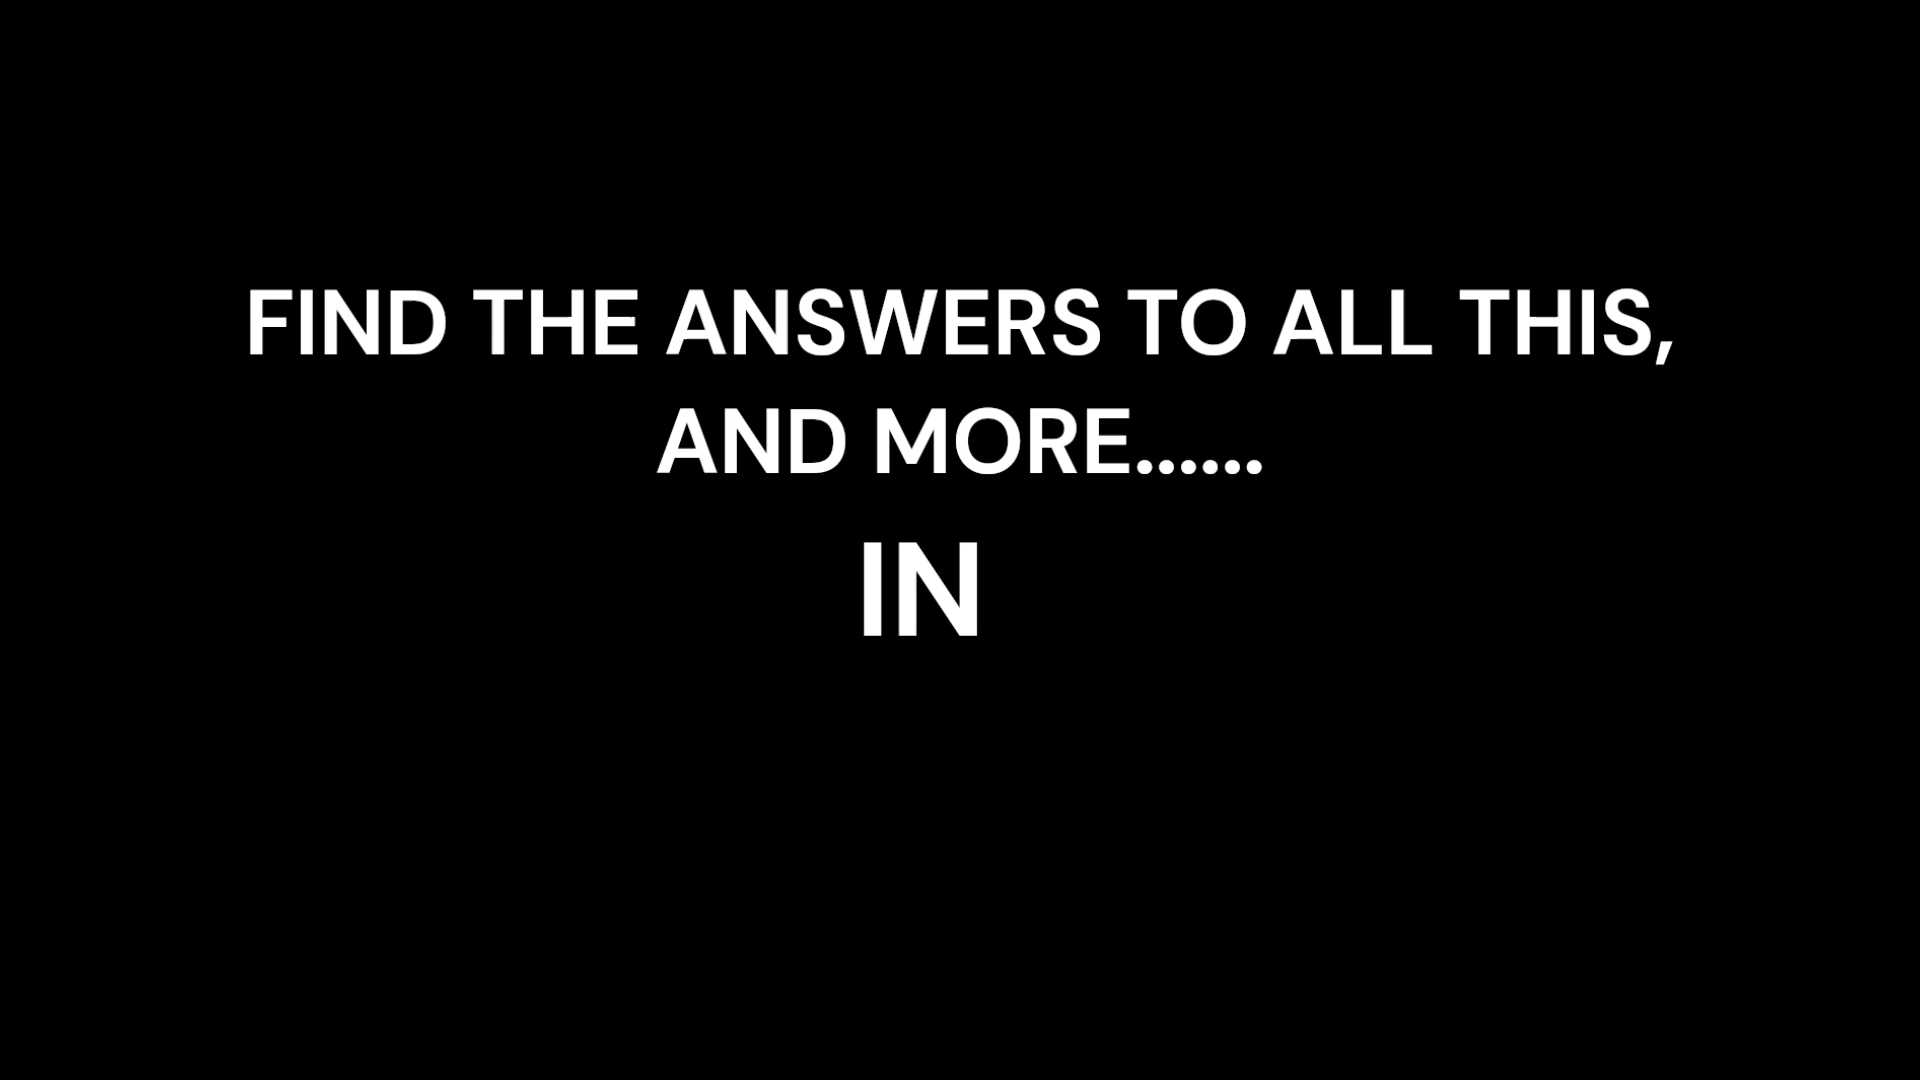 FIND THE ANSWERS TO ALL THIS,
AND MORE......
IN